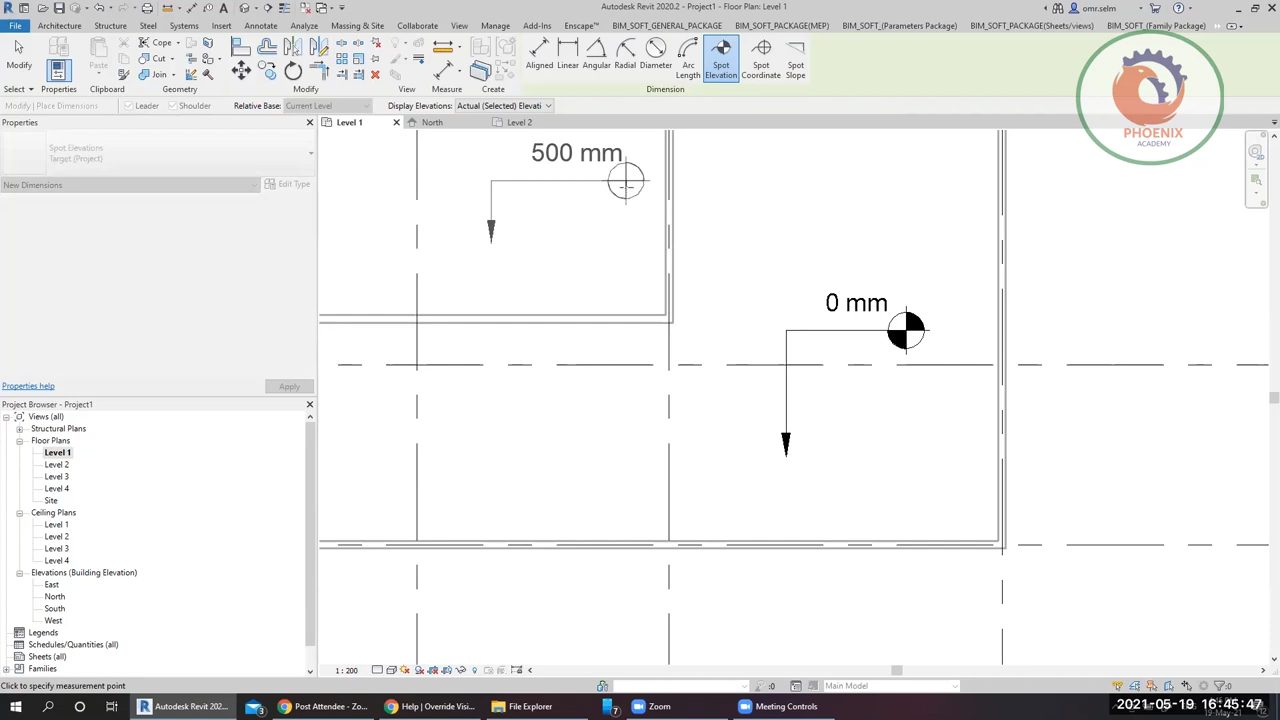 Autodesk Revit 2020.2 - Project1 - Floor Plan: Level 1
omr.selm
File Architecture Structure Steel Systems Insert Annotate Analyze Massing & Site Collaborate View Manage Add-Ins Enscape™ BIM_SOFT_GENERAL_PACKAGE BIM_SOFT_PACKAGE(MEP) (Parameters Package) BIM_SOFT_PACKAGE(Sheets/views) (Family Package)
Cope
Cut
Join
Modify Paste Aligned Linear Angular Radial Diameter Arc Length Spot Elevation Spot Coordinate Spot Slope
Select Properties Clipboard Geometry Modify View Measure Create Dimension
Modify | Place Dimensions Leader Shoulder Relative Base: Current Level Display Elevations: Actual (Selected) Elevati
PHOENIX
ACADEMY
Properties
Level 1 North Level 2
Spot Elevations
Target (Project)
New Dimensions Edit Type
500 mm
0 mm
Properties help Apply
Project Browser - Project1
Views (all)
Structural Plans
Floor Plans
Level 1
Level 2
Level 3
Level 4
Site
Ceiling Plans
Level 1
Level 2
Level 3
Level 4
Elevations (Building Elevation)
East
North
South
West
Legends
Schedules/Quantities (all)
Sheets (all)
Families
1 : 200
Click to specify measurement point
:0 Main Model :0
Autodesk Revit 202... 3 Post Attendee - Zo... Help | Override Visi... File Explorer 7 Zoom Meeting Controls
2021-05-19 16:45:47